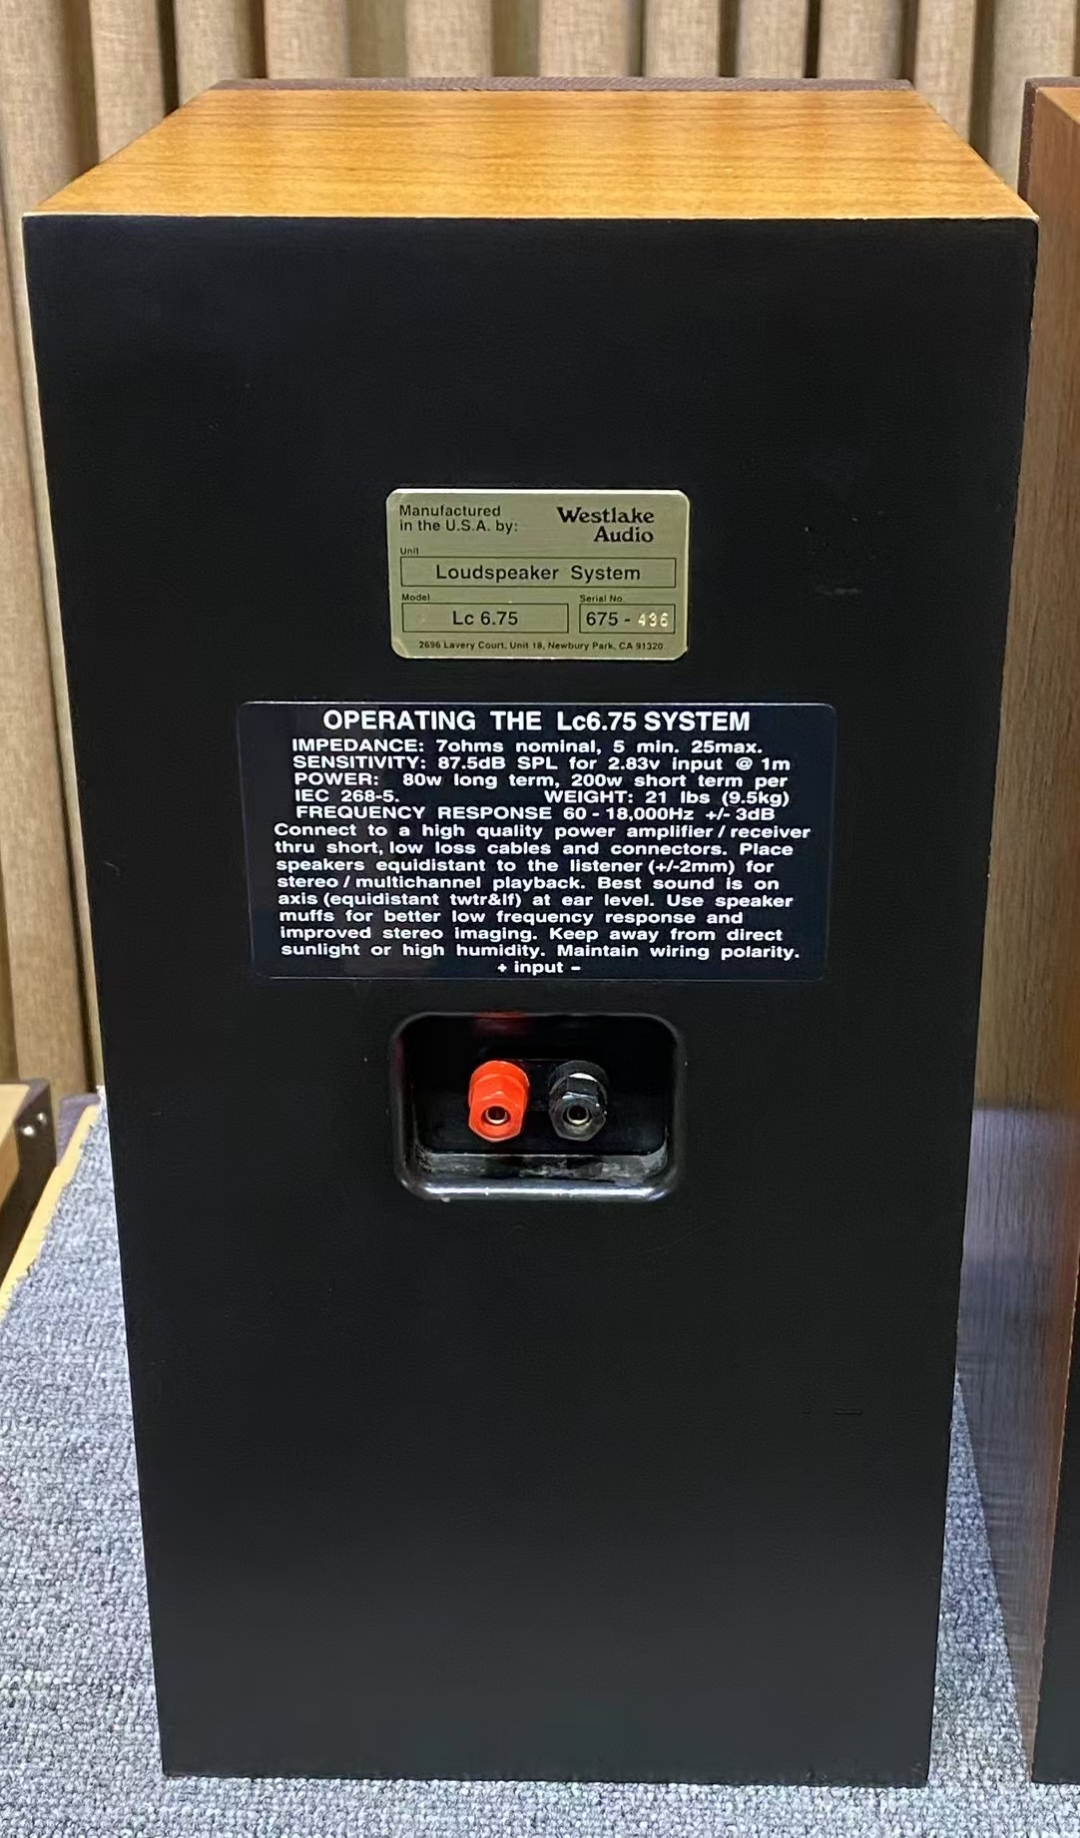 Manufactured
in the U.S.A. by:
Westlake
Audio
Unit
Loudspeaker System
Model
Lc 6.75
Serial No.
675 - 436
2696 Lavery Court, Unit 18, Newbury Park, CA 91320
OPERATING THE Lc6.75 SYSTEM
IMPEDANCE: 7ohms nominal, 5 min. 25max.
SENSITIVITY: 87.5dB SPL for 2.83v input @ 1m
POWER: 80w long term, 200w short term per
IEC 268-5. WEIGHT: 21 lbs (9.5kg)
FREQUENCY RESPONSE 60 - 18,000Hz +/- 3dB
Connect to a high quality power amplifier / receiver
thru short, low loss cables and connectors. Place
speakers equidistant to the listener (+/-2mm) for
stereo / multichannel playback. Best sound is on
axis (equidistant twtr&lf) at ear level. Use speaker
muffs for better low frequency response and
improved stereo imaging. Keep away from direct
sunlight or high humidity. Maintain wiring polarity.
+ input -